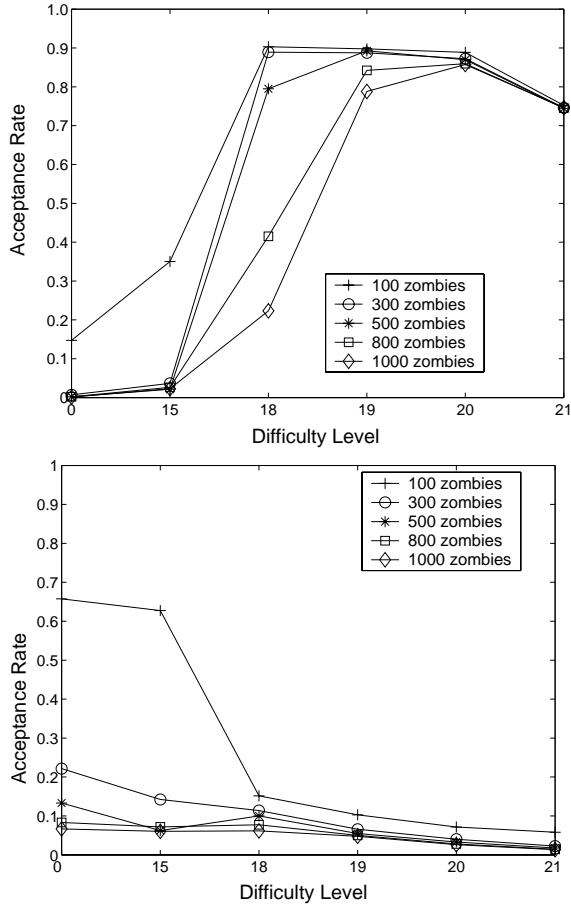 1.0
0.9
0.8
0.7
0.6
0.5
0.4
0.3
0.2
0.1
0
Acceptance Rate
100 zombies
300 zombies
500 zombies
800 zombies
1000 zombies
0 15 18 19 20 21
Difficulty Level
1
0.9
0.8
0.7
0.6
0.5
0.4
0.3
0.2
0.1
0
Acceptance Rate
100 zombies
300 zombies
500 zombies
800 zombies
1000 zombies
0 15 18 19 20 21
Difficulty Level